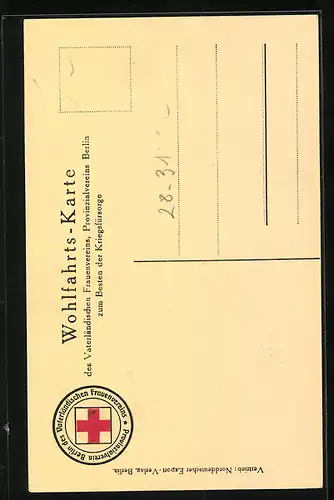 Wohlfahrts-Karte
des Vaterländischen Frauenvereins, Provinzialvereins Berlin
zum Besten der Kriegsfürsorge
28-31.
Provinzialverein Berlin des Vaterländischen Frauenvereins *
Vertrieb: Norddeutscher Expon.-Verlag, Berlin.